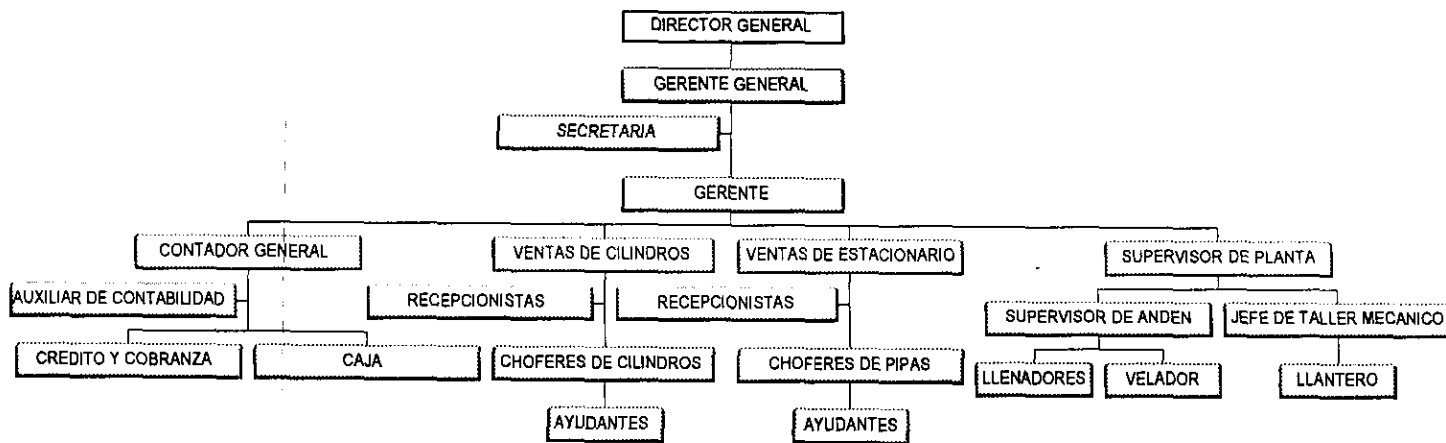 DIRECTOR GENERAL
GERENTE GENERAL
SECRETARIA
GERENTE
CONTADOR GENERAL
VENTAS DE CILINDROS
VENTAS DE ESTACIONARIO
SUPERVISOR DE PLANTA
AUXILIAR DE CONTABILIDAD
RECEPCIONISTAS
RECEPCIONISTAS
SUPERVISOR DE ANDEN
JEFE DE TALLER MECANICO
CREDITO Y COBRANZA
CAJA
CHOFERES DE CILINDROS
CHOFERES DE PIPAS
LLENADORES
VELADOR
LLANTERO
AYUDANTES
AYUDANTES